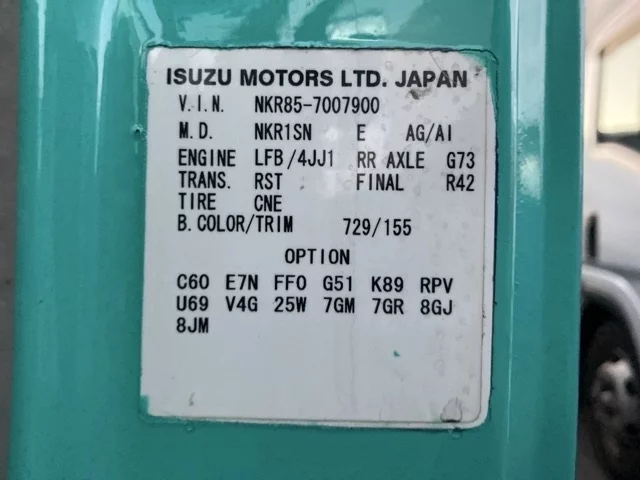 ISUZU MOTORS LTD. JAPAN
V.I.N. NKR85-7007900
M.D. NKR1SN E AG/AI
ENGINE LFB/4JJ1 RR AXLE G73
TRANS. RST FINAL R42
TIRE CNE
B.COLOR/TRIM 729/155
OPTION
C60 E7N FF0 G51 K89 RPV
U69 V4G 25W 7GM 7GR 8GJ
8JM